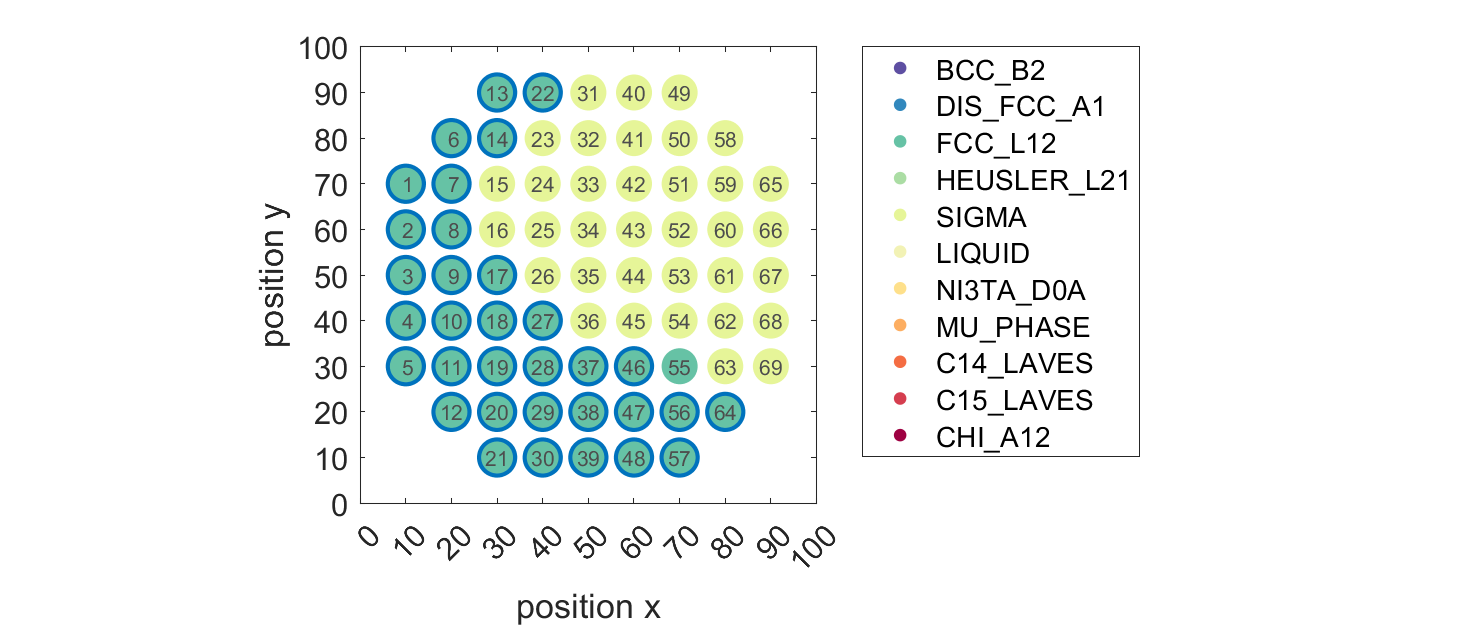 100
90
80
70
60
50
40
30
20
10
0
position y
13 22 31 40 49
6 14 23 32 41 50 58
1 7 15 24 33 42 51 59 65
2 8 16 25 34 43 52 60 66
3 9 17 26 35 44 53 61 67
4 10 18 27 36 45 54 62 68
5 11 19 28 37 46 55 63 69
12 20 29 38 47 56 64
21 30 39 48 57
0 10 20 30 40 50 60 70 80 90 100
position x
BCC_B2
DIS_FCC_A1
FCC_L12
HEUSLER_L21
SIGMA
LIQUID
NI3TA_D0A
MU_PHASE
C14_LAVES
C15_LAVES
CHI_A12